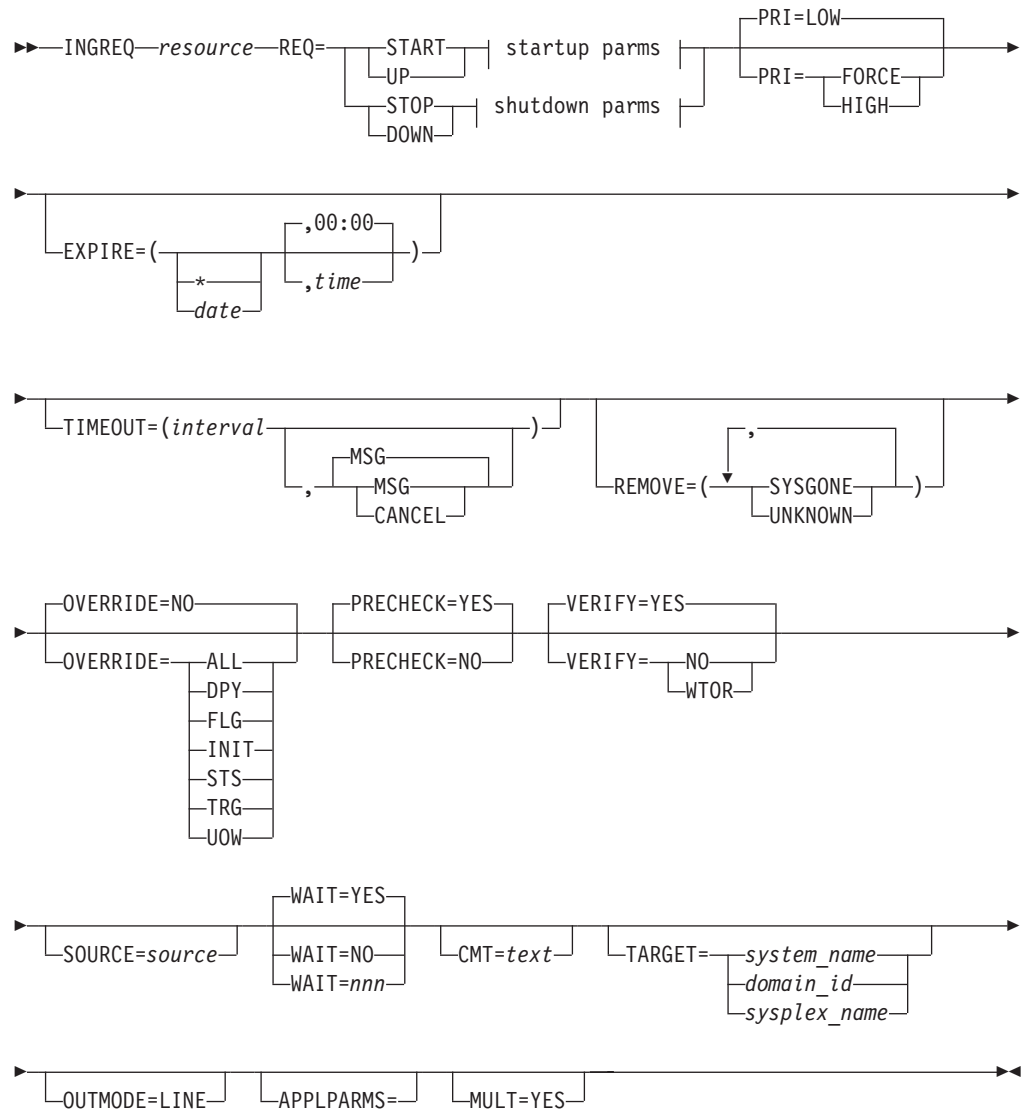 PRI=LOW
INGREQ resource REQ= START startup parms PRI= FORCE
UP HIGH
STOP shutdown parms
DOWN
,00:00
EXPIRE=( * ,time )
date
TIMEOUT=(interval , MSG )
MSG
CANCEL
REMOVE=( , SYSGONE )
UNKNOWN
OVERRIDE=NO PRECHECK=YES VERIFY=YES
OVERRIDE= ALL PRECHECK=NO VERIFY= NO
DPY WTOR
FLG
INIT
STS
TRG
UOW
WAIT=YES
SOURCE=source WAIT=NO CMT=text TARGET= system_name
WAIT=nnn domain_id
sysplex_name
OUTMODE=LINE APPLPARMS= MULT=YES